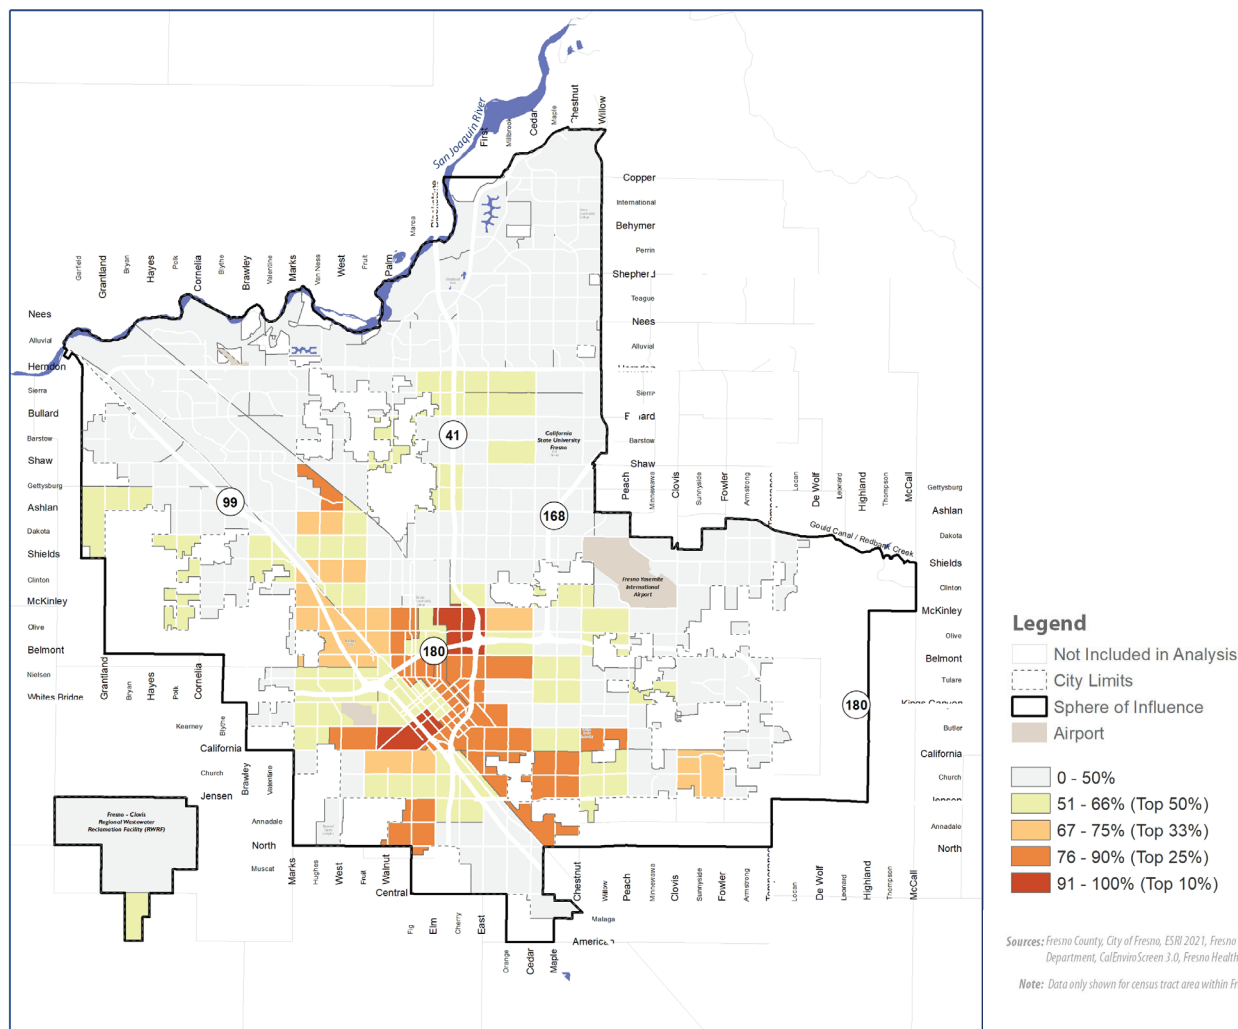 San Joaquin River
First
Millbrook
Cedar
Maple
Chestnut
Willow
Copper
International
Behymer
Perrin
Shepherd
Teague
Nees
Alluvial
Sierra
Barstow
Shaw
Marea
Garfield
Grantland
Bryan
Hayes
Polk
Cornelia
Blythe
Brawley
Valentine
Marks
Van Ness
West
Fruit
Palm
Nees
Alluvial
Herndon
Sierra
Bullard
Barstow
Shaw
Gettysburg
Ashlan
Dakota
Shields
Clinton
McKinley
Olive
Belmont
Nielsen
Whites Bridge
41
99
168
180
180
California
State University
Fresno
Fresno Yosemite
International
Airport
Peach
Minnewawa
Clovis
Sunnyside
Fowler
Armstrong
Locan
De Wolf
Leonard
Highland
Thompson
McCall
Gould Canal / Redbank Creek
Gettysburg
Ashlan
Dakota
Shields
Clinton
McKinley
Olive
Belmont
Tulare
Kings Canyon
Butler
California
Church
Jensen
Annadale
North
Grantland
Bryan
Hayes
Polk
Cornelia
Kearney
Blythe
California
Church
Brawley
Valentine
Jensen
Annadale
North
Muscat
Marks
Hughes
West
Fruit
Walnut
Central
Fig
Elm
Cherry
East
Orange
Cedar
Maple
American
Malaga
Chestnut
Willow
Peach
Minnewawa
Clovis
Sunnyside
Fowler
Armstrong
Temperance
Locan
De Wolf
Leonard
Highland
Thompson
McCall
Fresno - Clovis
Regional Wastewater
Reclamation Facility (RWRF)
Legend
Not Included in Analysis
City Limits
Sphere of Influence
Airport
0 - 50%
51 - 66% (Top 50%)
67 - 75% (Top 33%)
76 - 90% (Top 25%)
91 - 100% (Top 10%)
Sources: Fresno County, City of Fresno, ESRI 2021, Fresno
Department, CalEnviroScreen 3.0, Fresno Health
Note: Data only shown for census tract area within Fr